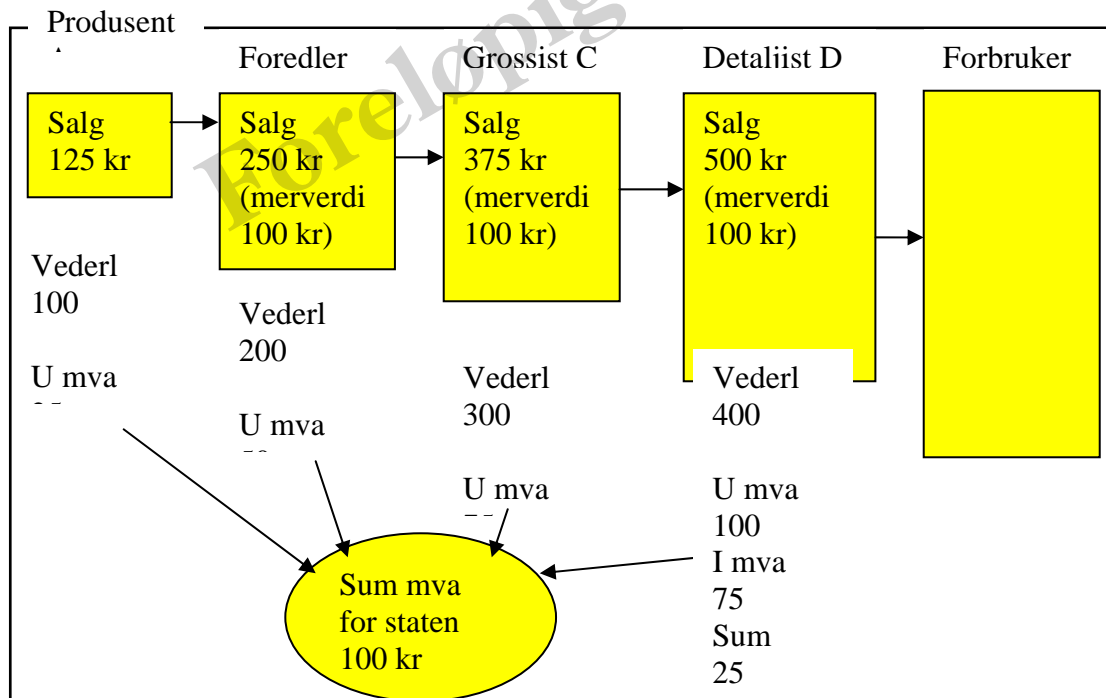 Produsent
Foredler
Grossist C
Detaljist D
Forbruker
Salg
125 kr
Salg
250 kr
(merverdi
100 kr)
Salg
375 kr
(merverdi
100 kr)
Salg
500 kr
(merverdi
100 kr)
Vederl
100
U mva
Vederl
200
U mva
Vederl
300
U mva
Vederl
400
U mva
100
I mva
75
Sum
25
Sum mva
for staten
100 kr